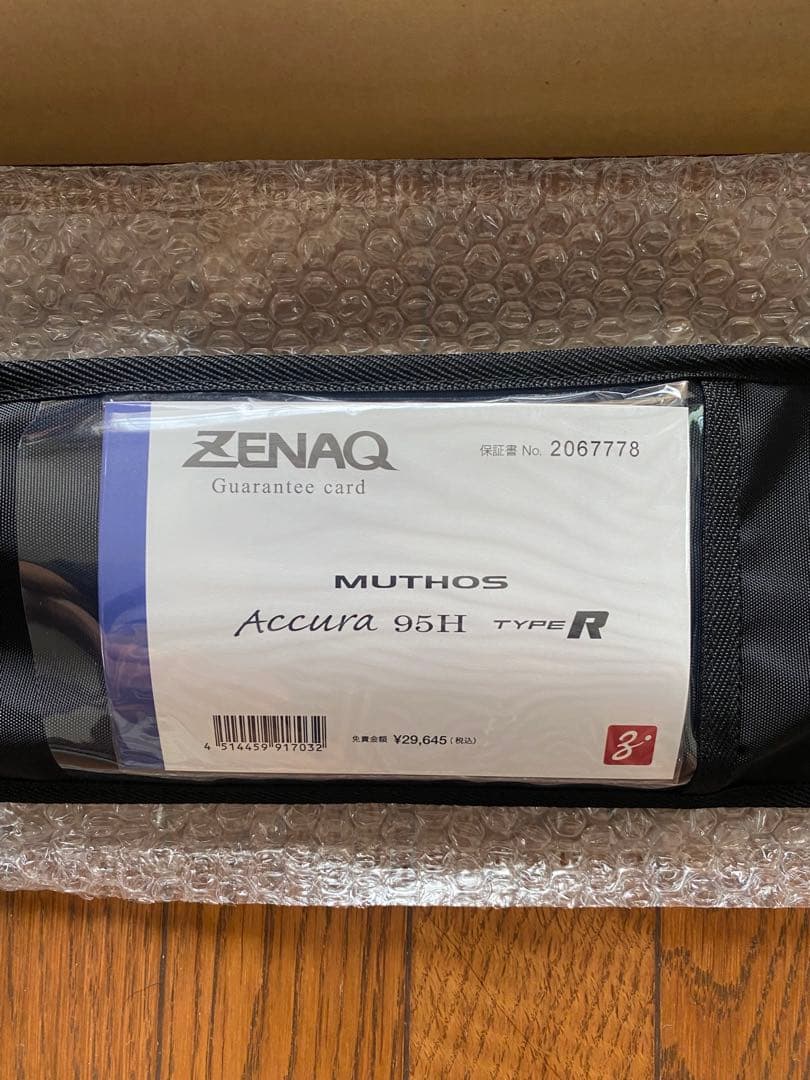 ZENAQ
Guarantee card
保証書 No. 2067778
MUTHOS
Accura 95H TYPE R
4 514459 917032
免責金額 ¥29,645 (税込)